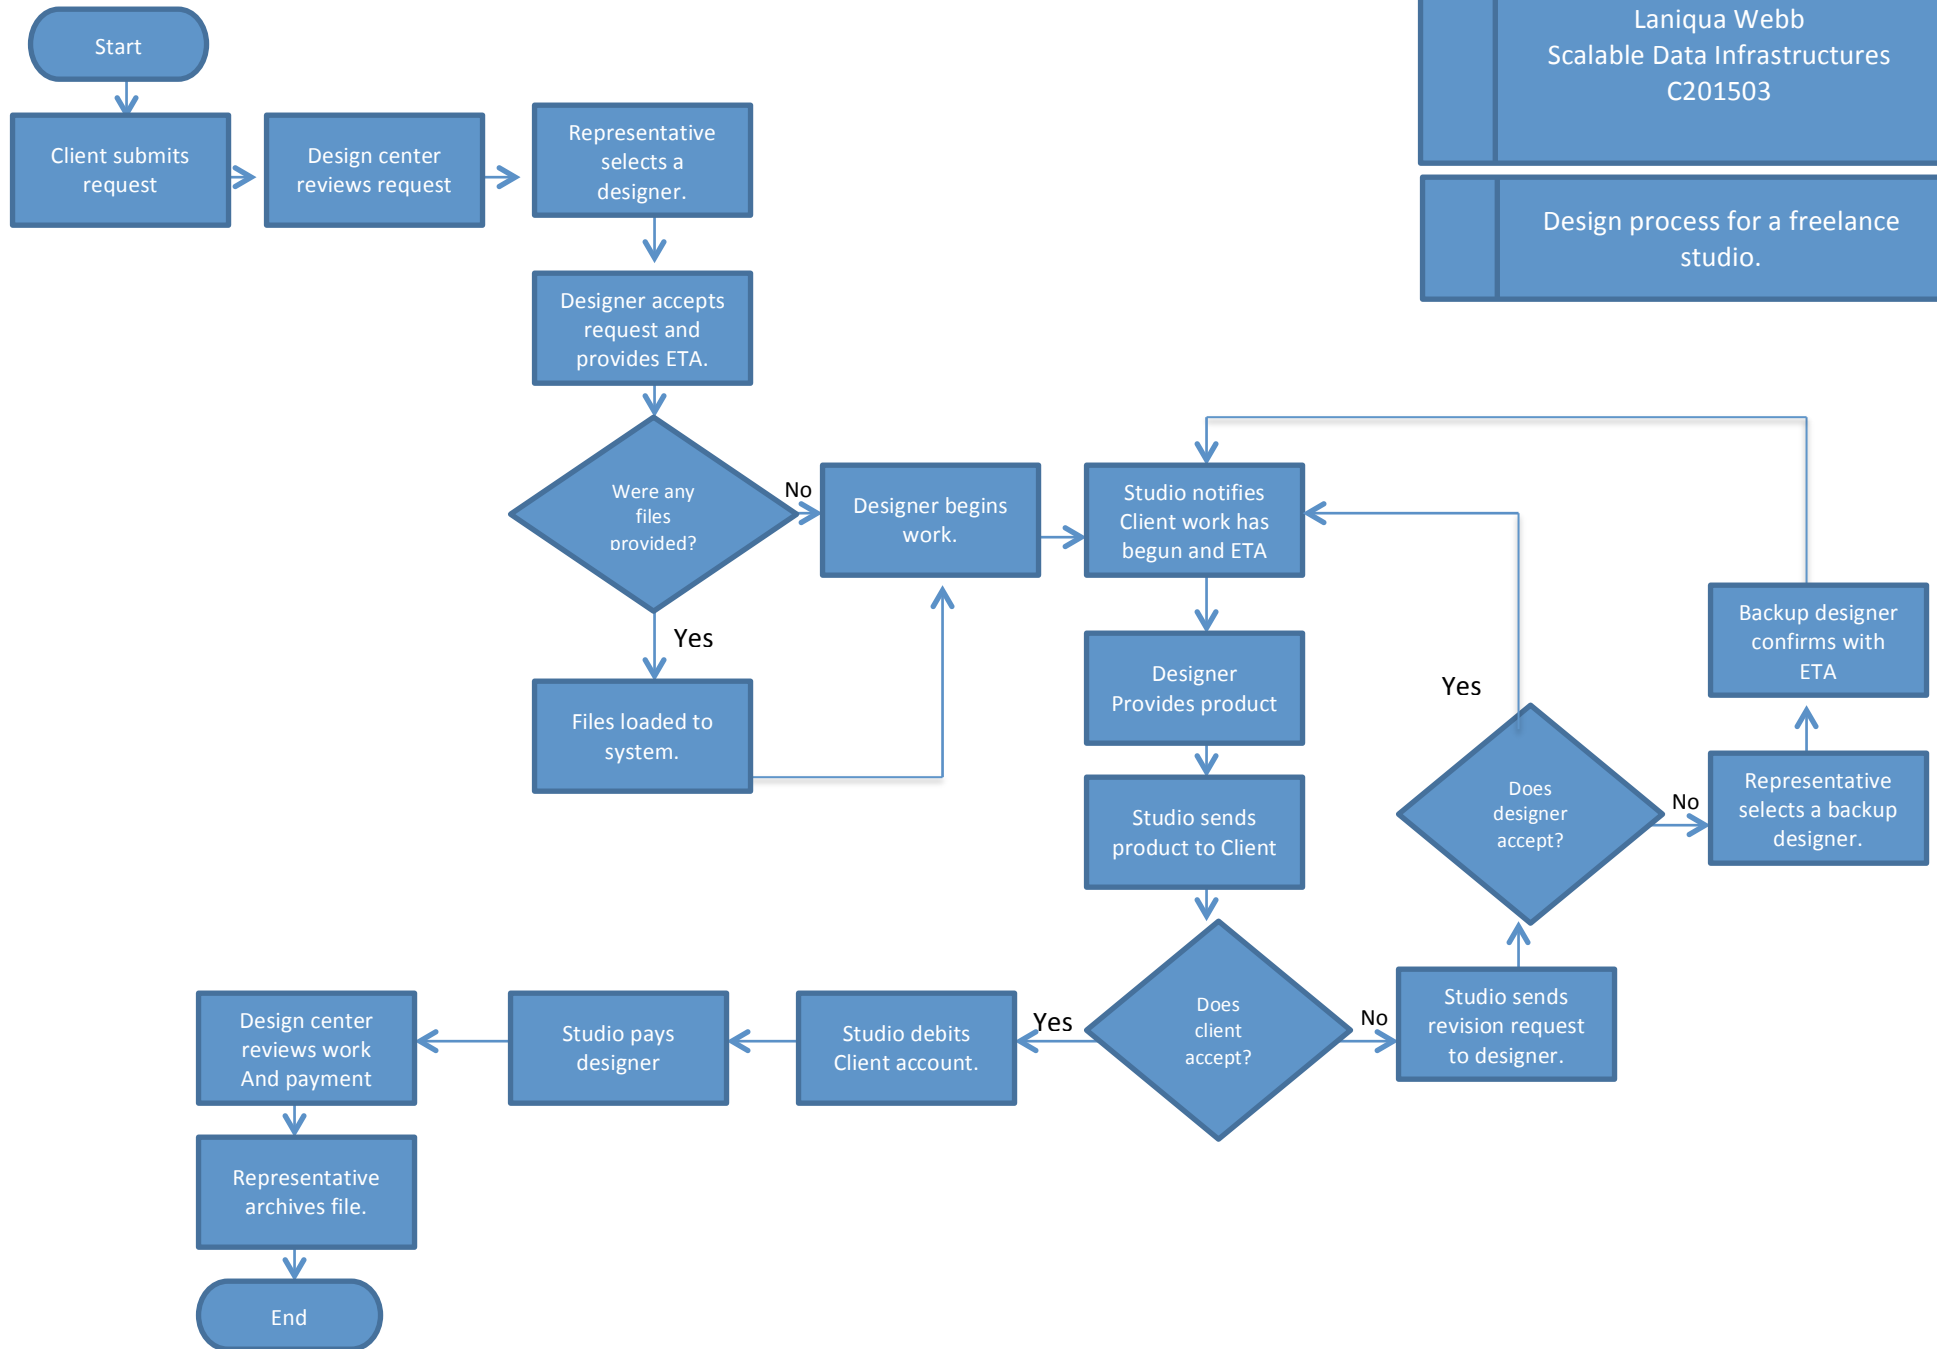 Laniqua Webb
Scalable Data Infrastructures
C201503
Design process for a freelance
studio.
Start
Client submits
request
Design center
reviews request
Representative
selects a
designer.
Designer accepts
request and
provides ETA.
Were any
files
provided?
No
Yes
Files loaded to
system.
Designer begins
work.
Studio notifies
Client work has
begun and ETA
Designer
Provides product
Studio sends
product to Client
Does
client
accept?
No
Studio sends
revision request
to designer.
Does
designer
accept?
Yes
No
Representative
selects a backup
designer.
Backup designer
confirms with
ETA
Yes
Studio debits
Client account.
Studio pays
designer
Design center
reviews work
And payment
Representative
archives file.
End